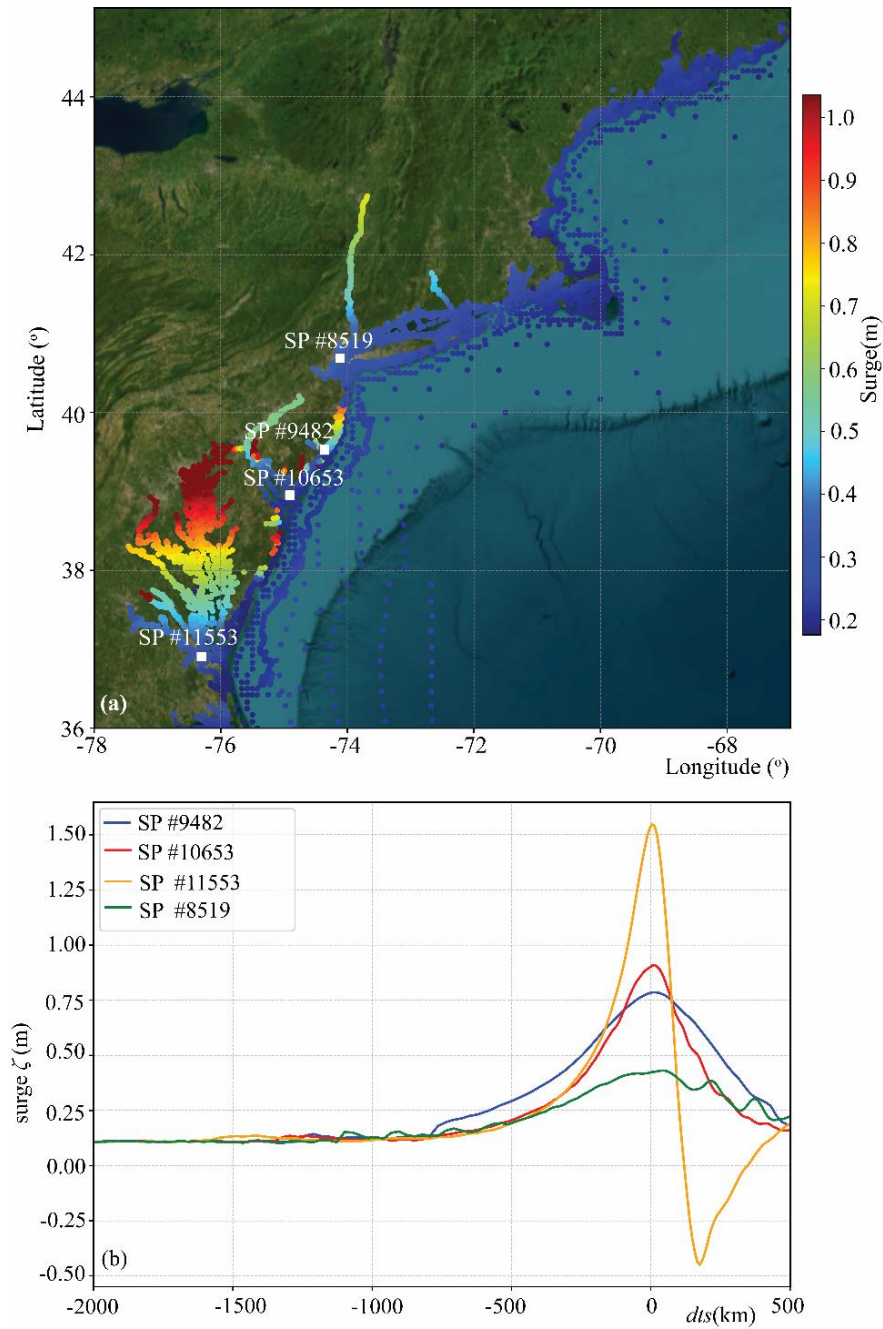 44
42
40
38
36
Latitude (°)
SP #8519
SP #9482
SP #10653
SP #11553
(a)
-78
-76
-74
-72
-70
-68
Longitude (°)
1.0
0.9
0.8
0.7
0.6
0.5
0.4
0.3
0.2
Surge(m)
SP #9482
SP #10653
SP #11553
SP #8519
1.50
1.25
1.00
0.75
0.50
0.25
0.00
-0.25
-0.50
surge ζ (m)
(b)
-2000
-1500
-1000
-500
0
500
dts(km)